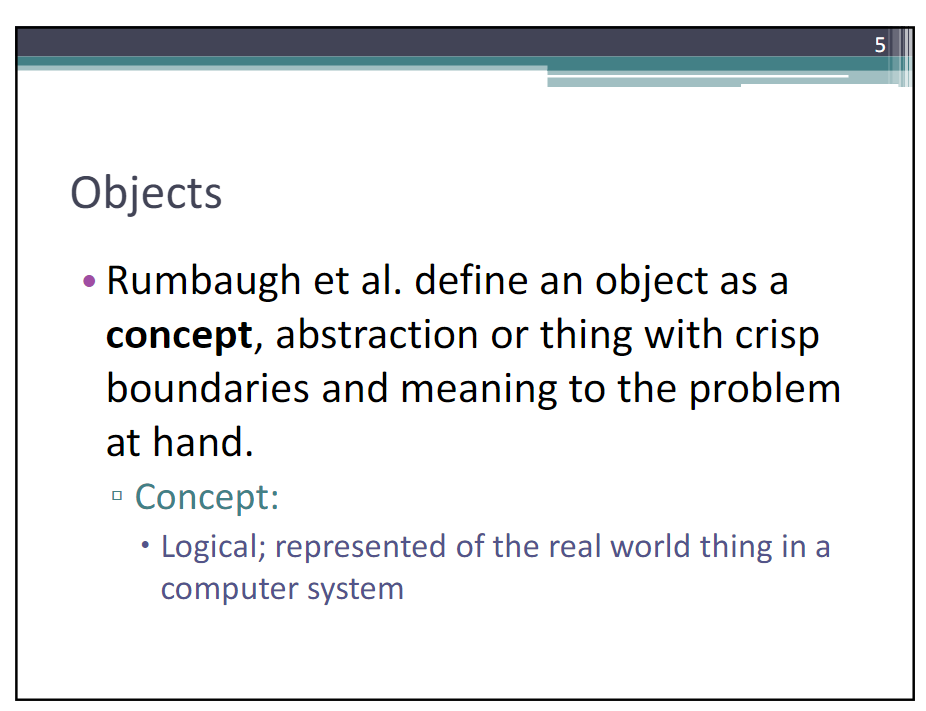 5
Objects
• Rumbaugh et al. define an object as a
concept, abstraction or thing with crisp
boundaries and meaning to the problem
at hand.
▫ Concept:
• Logical; represented of the real world thing in a
computer system